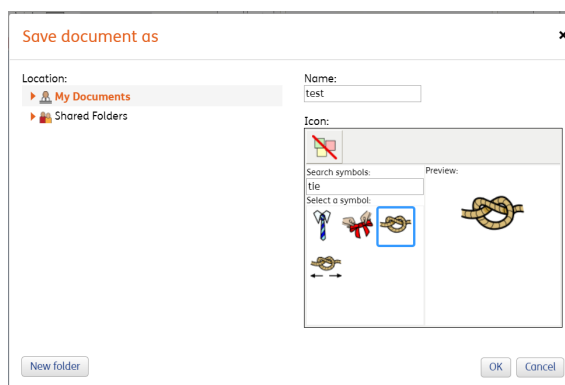 Save document as
Location:
My Documents
Shared Folders
Name:
test
Icon:
Search symbols:
tie
Select a symbol:
Preview:
New folder
OK
Cancel